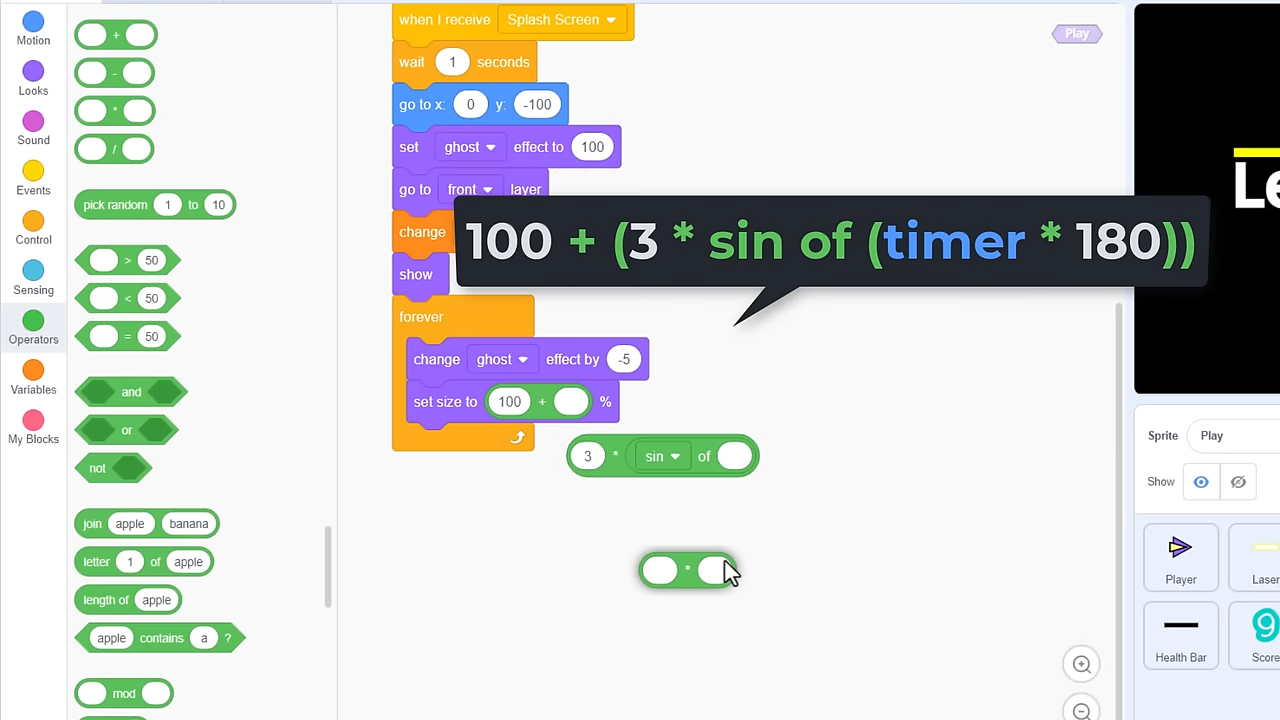 Motion
Looks
Sound
Events
Control
Sensing
Operators
Variables
My Blocks
+
-
*
/
pick random 1 to 10
> 50
< 50
= 50
and
or
not
join apple banana
letter 1 of apple
length of apple
apple contains a ?
mod
when I receive Splash Screen
wait 1 seconds
go to x: 0 y: -100
set ghost effect to 100
go to front layer
change
show
forever
change ghost effect by -5
set size to 100 + %
3 * sin of
*
100 + (3 * sin of (timer * 180))
Play
Le
Sprite Play
Show
Player
Laser
Health Bar
Score